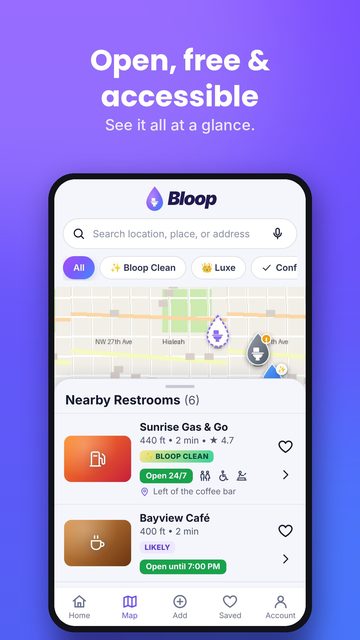 Open, free &
accessible
See it all at a glance.
Bloop
Search location, place, or address
All
✨ Bloop Clean
👑 Luxe
✓ Conf
NW 27th Ave
Hialeah
Nearby Restrooms (6)
Sunrise Gas & Go
440 ft • 2 min • ★ 4.7
BLOOP CLEAN
Open 24/7
Left of the coffee bar
Bayview Café
400 ft • 2 min
LIKELY
Open until 7:00 PM
Home
Map
Add
Saved
Account